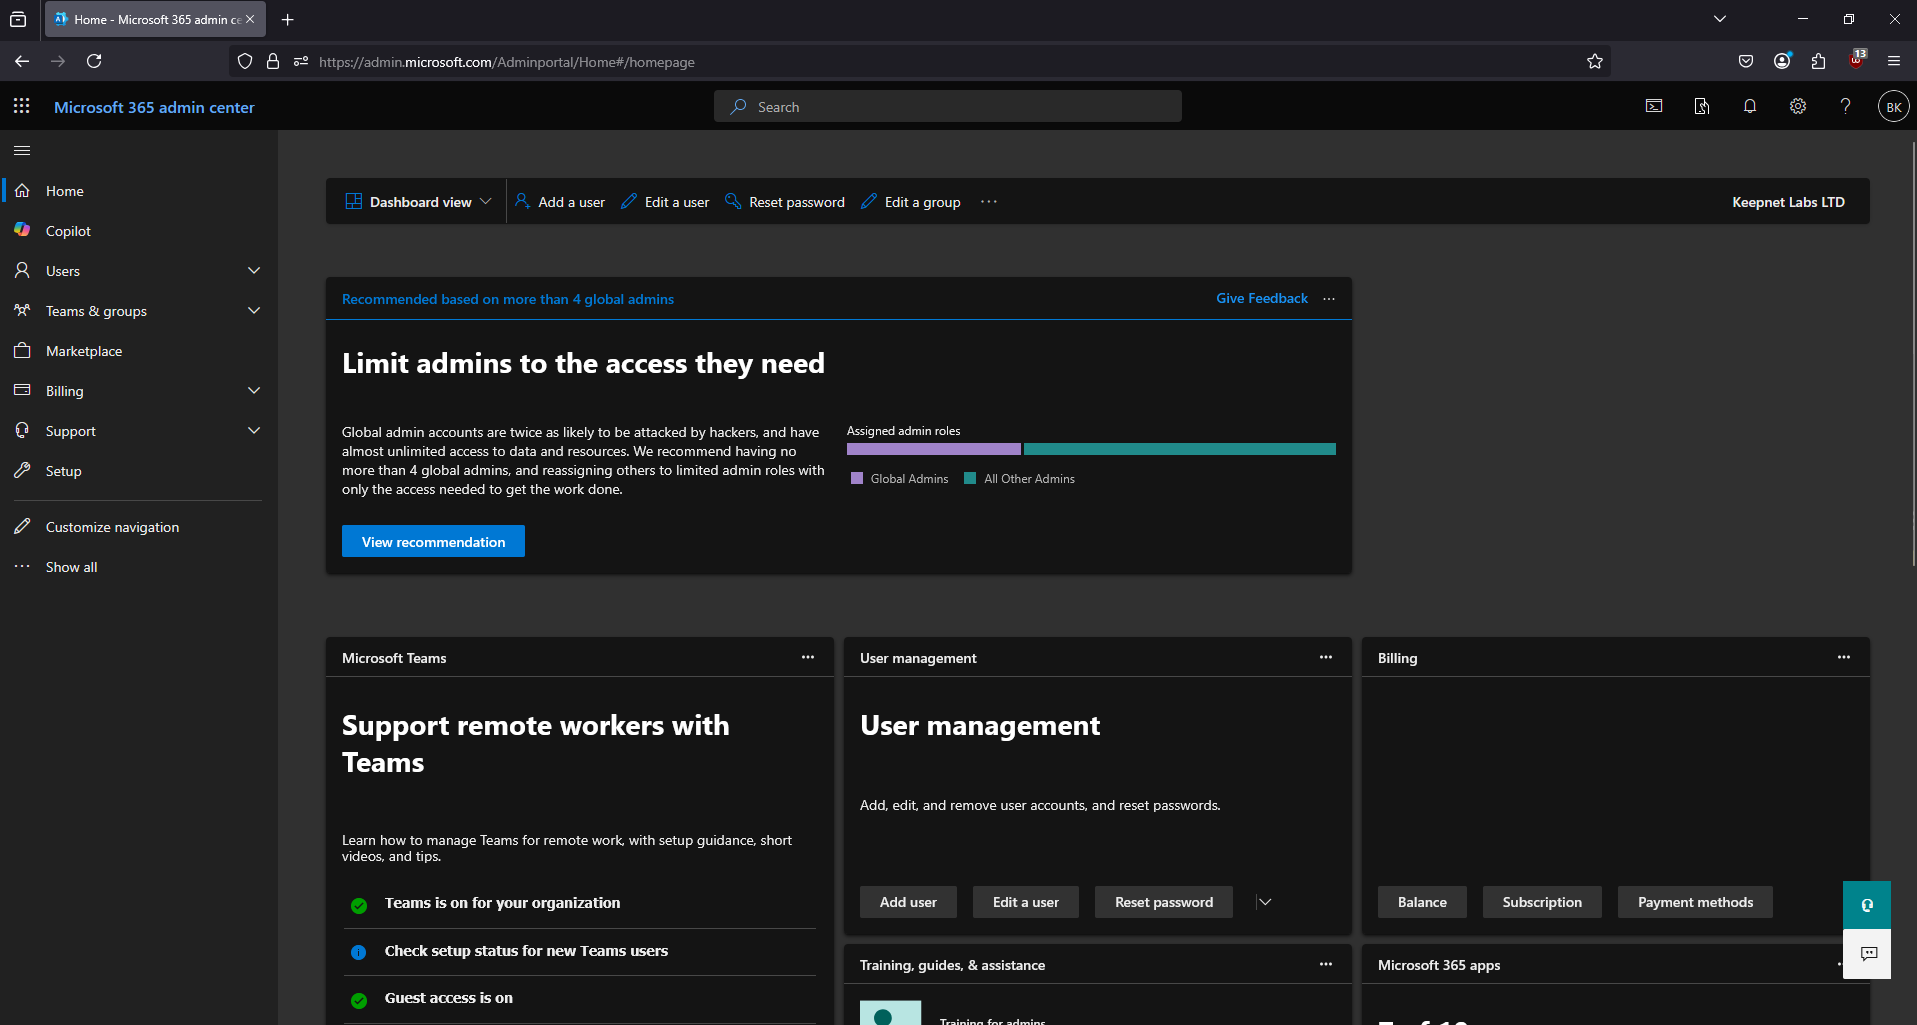 Home - Microsoft 365 admin ce
13
https://admin.microsoft.com/Adminportal/Home#/homepage
Microsoft 365 admin center
Search
BK
Home
Copilot
Users
Teams & groups
Marketplace
Billing
Support
Setup
Customize navigation
Show all
Dashboard view
Add a user
Edit a user
Reset password
Edit a group
Keepnet Labs LTD
Recommended based on more than 4 global admins
Give Feedback
Limit admins to the access they need
Global admin accounts are twice as likely to be attacked by hackers, and have
almost unlimited access to data and resources. We recommend having no
more than 4 global admins, and reassigning others to limited admin roles with
only the access needed to get the work done.
Assigned admin roles
Global Admins
All Other Admins
View recommendation
Microsoft Teams
Support remote workers with
Teams
Learn how to manage Teams for remote work, with setup guidance, short
videos, and tips.
Teams is on for your organization
Check setup status for new Teams users
Guest access is on
User management
User management
Add, edit, and remove user accounts, and reset passwords.
Add user
Edit a user
Reset password
Billing
Balance
Subscription
Payment methods
Training, guides, & assistance
Training for admins
Microsoft 365 apps